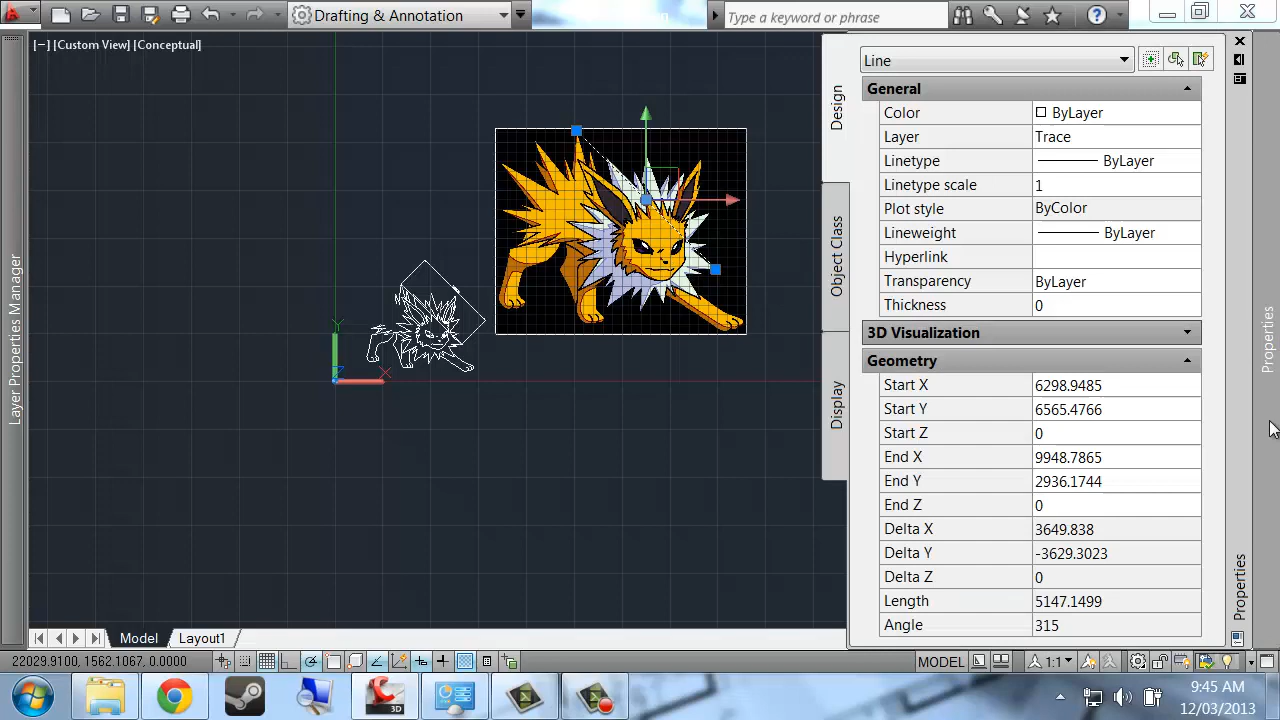 Drafting & Annotation
Type a keyword or phrase
[−] [Custom View] [Conceptual]
Layer Properties Manager
Y
X
Z
Model
Layout1
Design
Object Class
Display
Line
General
Color ByLayer
Layer Trace
Linetype ByLayer
Linetype scale 1
Plot style ByColor
Lineweight ByLayer
Hyperlink
Transparency ByLayer
Thickness 0
3D Visualization
Geometry
Start X 6298.9485
Start Y 6565.4766
Start Z 0
End X 9948.7865
End Y 2936.1744
End Z 0
Delta X 3649.838
Delta Y -3629.3023
Delta Z 0
Length 5147.1499
Angle 315
Properties
Properties
22029.9100, 1562.1067, 0.0000
MODEL
1:1
3D
9:45 AM
12/03/2013